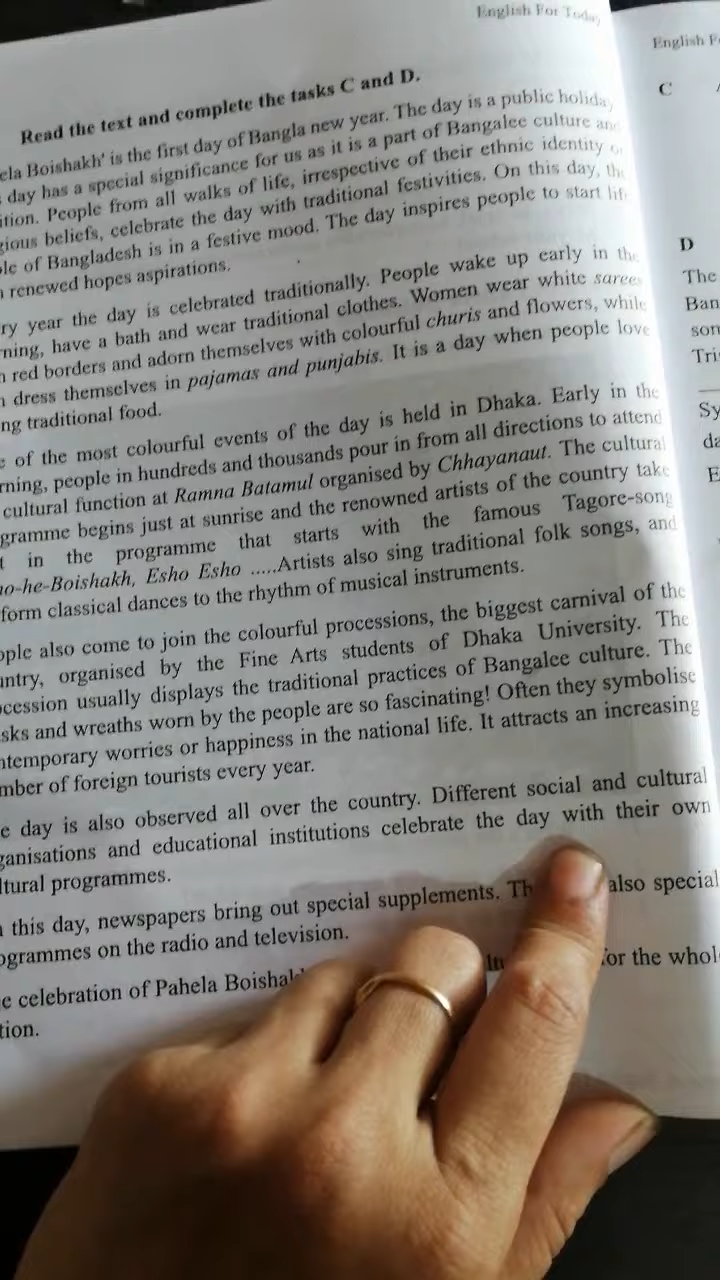 English For Today
Read the text and complete the tasks C and D.
ela Boishakh' is the first day of Bangla new year. The day is a public holiday
day has a special significance for us as it is a part of Bangalee culture and
ition. People from all walks of life, irrespective of their ethnic identity or
gious beliefs, celebrate the day with traditional festivities. On this day, the
le of Bangladesh is in a festive mood. The day inspires people to start life
renewed hopes aspirations.
ry year the day is celebrated traditionally. People wake up early in the
ning, have a bath and wear traditional clothes. Women wear white sarees
red borders and adorn themselves with colourful churis and flowers, while
dress themselves in pajamas and punjabis. It is a day when people love
ng traditional food.
e of the most colourful events of the day is held in Dhaka. Early in the
rning, people in hundreds and thousands pour in from all directions to attend
cultural function at Ramna Batamul organised by Chhayanaut. The cultural
gramme begins just at sunrise and the renowned artists of the country take
t in the programme that starts with the famous Tagore-song
ho-he-Boishakh, Esho Esho .....Artists also sing traditional folk songs, and
form classical dances to the rhythm of musical instruments.
ople also come to join the colourful processions, the biggest carnival of the
untry, organised by the Fine Arts students of Dhaka University. The
ocession usually displays the traditional practices of Bangalee culture. The
sks and wreaths worn by the people are so fascinating! Often they symbolise
ntemporary worries or happiness in the national life. It attracts an increasing
mber of foreign tourists every year.
e day is also observed all over the country. Different social and cultural
ganisations and educational institutions celebrate the day with their own
ltural programmes.
n this day, newspapers bring out special supplements. Th also special
ogrammes on the radio and television.
e celebration of Pahela Boishak for the whol
tion.
English F
C
D
The
Ban
son
Tri
Sy
da
E